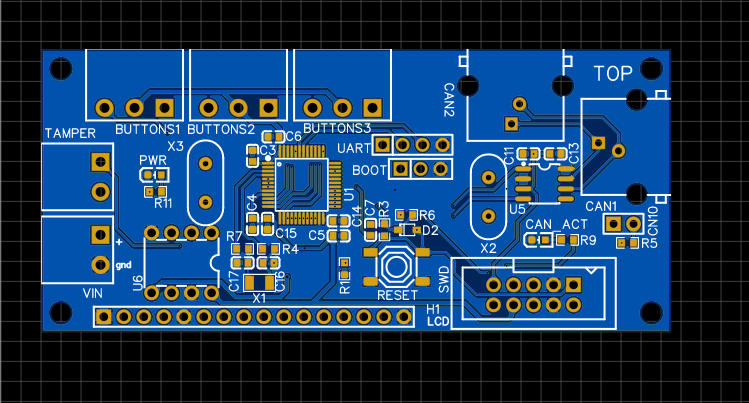 TOP
CAN2
BUTTONS1
BUTTONS2
BUTTONS3
TAMPER
X3
C6
C3
UART
PWR
BOOT
C11
C13
R11
U1
U5
CAN1
CN10
C4
C15
C5
C14
C7
R3
R6
D2
X2
CAN
ACT
R9
R5
+
gnd
VIN
R7
R4
U6
C17
C16
X1
R1
RESET
SWD
H1
LCD